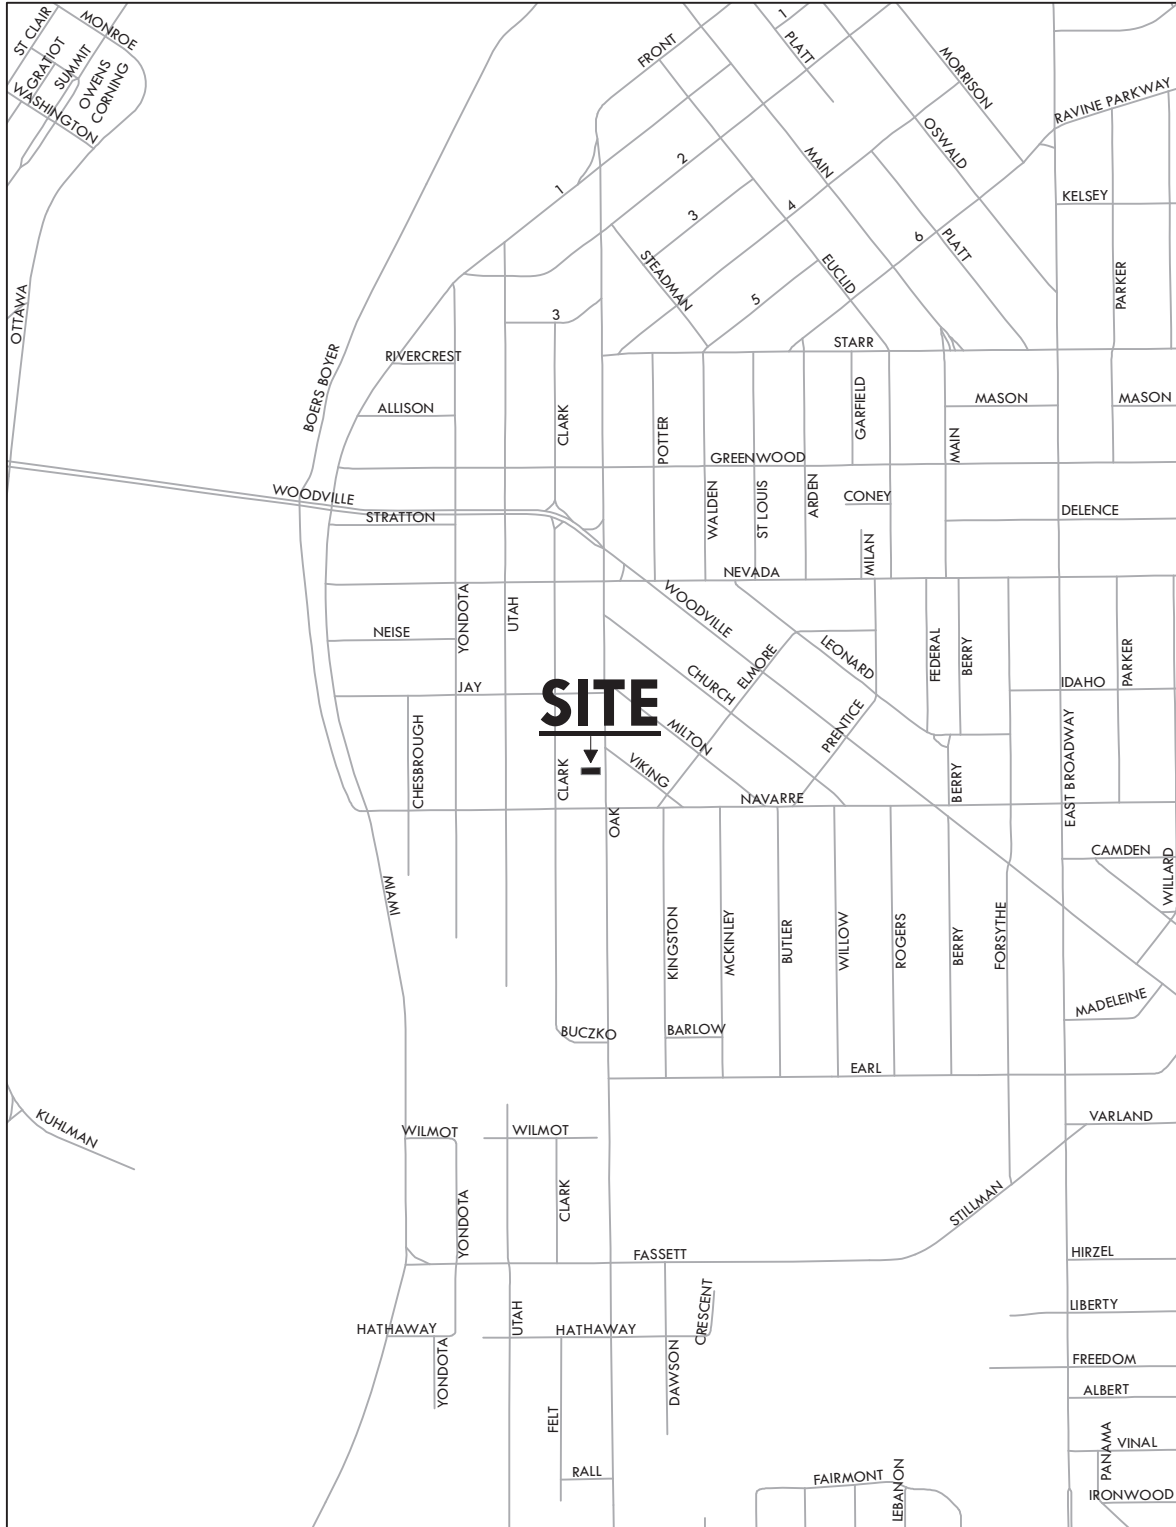 ST CLAIR
MONROE
GRATIOT
SUMMIT
OWENS
CORNING
WASHINGTON
1
PLATT
FRONT
MORRISON
RAVINE PARKWAY
OSWALD
2
MAIN
1
KELSEY
3
4
6
PLATT
STEADMAN
EUCLID
PARKER
OTTAWA
5
3
STARR
RIVERCREST
BOERS BOYER
ALLISON
CLARK
POTTER
GARFIELD
MASON
MASON
MAIN
GREENWOOD
WOODVILLE
STRATTON
WALDEN
ST LOUIS
ARDEN
CONEY
DELENCE
MILAN
NEVADA
YONDOTA
UTAH
WOODVILLE
NEISE
LEONARD
FEDERAL
BERRY
PARKER
ELMORE
JAY
SITE
CHURCH
IDAHO
CHESBROUGH
MILTON
PRENTICE
EAST BROADWAY
CLARK
VIKING
BERRY
NAVARRE
OAK
CAMDEN
WILLARD
MIAMI
KINGSTON
MCKINLEY
BUTLER
WILLOW
ROGERS
BERRY
FORSYTHE
MADELEINE
BUCZKO
BARLOW
EARL
KUHLMAN
WILMOT
WILMOT
VARLAND
CLARK
YONDOTA
STILLMAN
FASSETT
HIRZEL
UTAH
CRESCENT
LIBERTY
HATHAWAY
HATHAWAY
YONDOTA
DAWSON
FREEDOM
ALBERT
FELT
PANAMA
VINAL
RALL
FAIRMONT
LEBANON
IRONWOOD